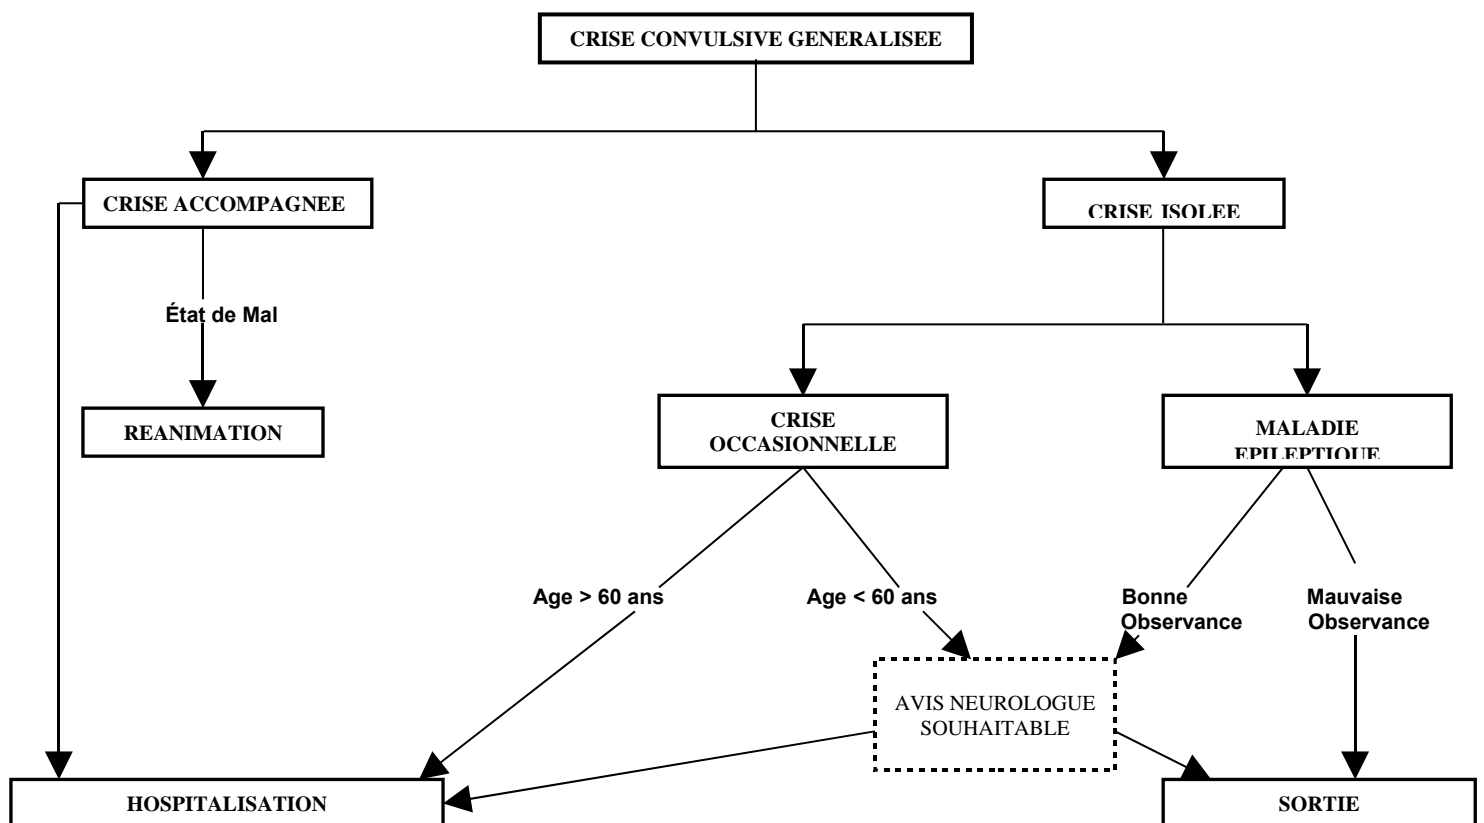 CRISE CONVULSIVE GENERALISEE
CRISE ACCOMPAGNEE
CRISE ISOLEE
État de Mal
REANIMATION
CRISE
OCCASIONNELLE
MALADIE
EPILEPTIQUE
Age > 60 ans
Age < 60 ans
Bonne
Observance
Mauvaise
Observance
AVIS NEUROLOGUE
SOUHAITABLE
HOSPITALISATION
SORTIE